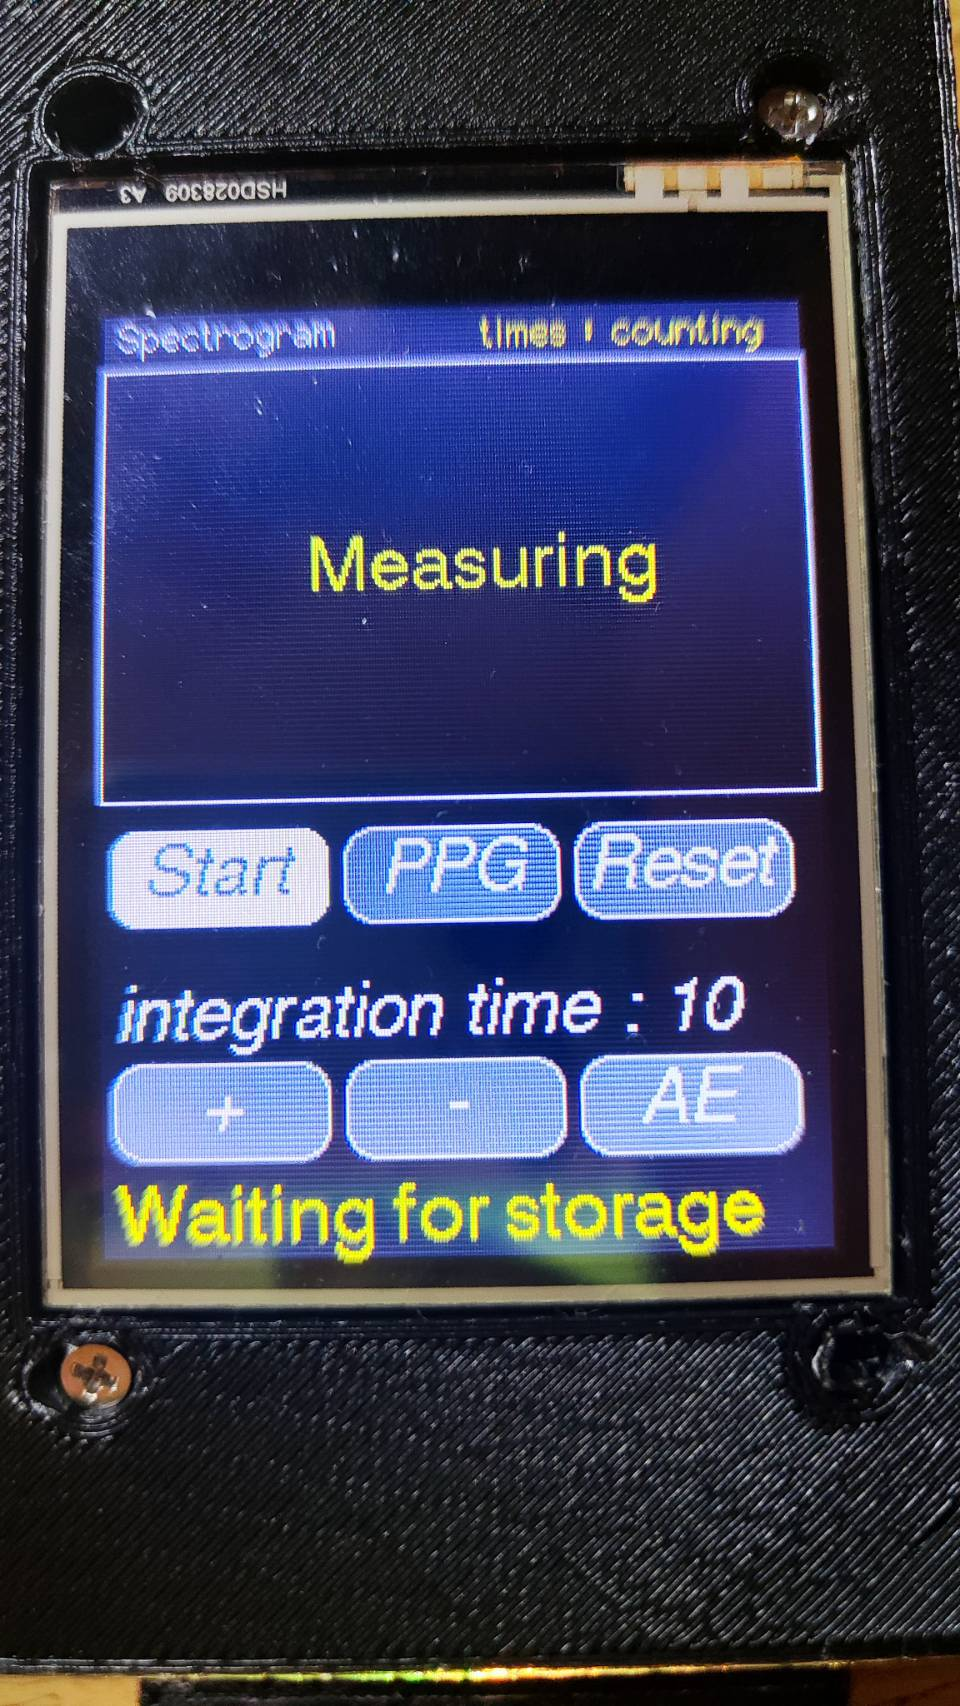 HSD028309 A3
Spectrogram times : counting
Measuring
Start PPG Reset
integration time : 10
+ - AE
Waiting for storage